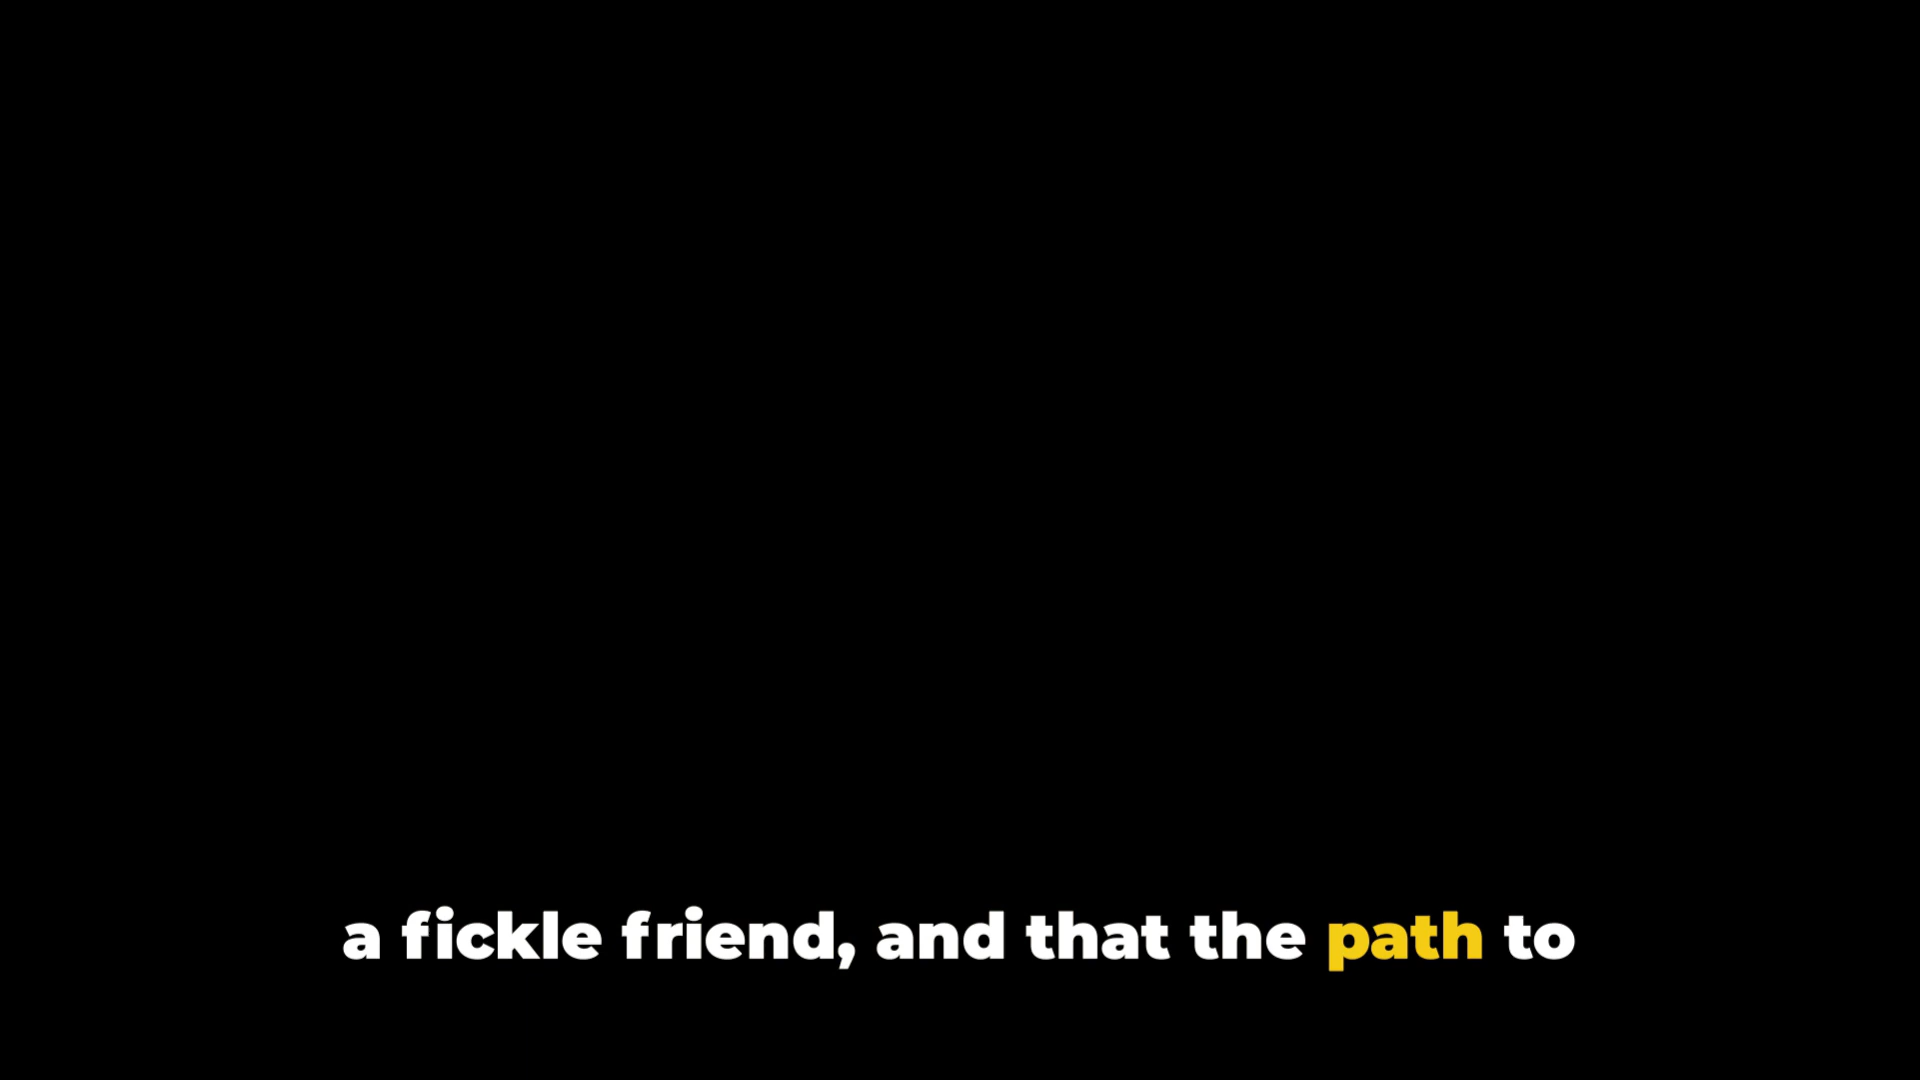 a fickle friend, and that the path to